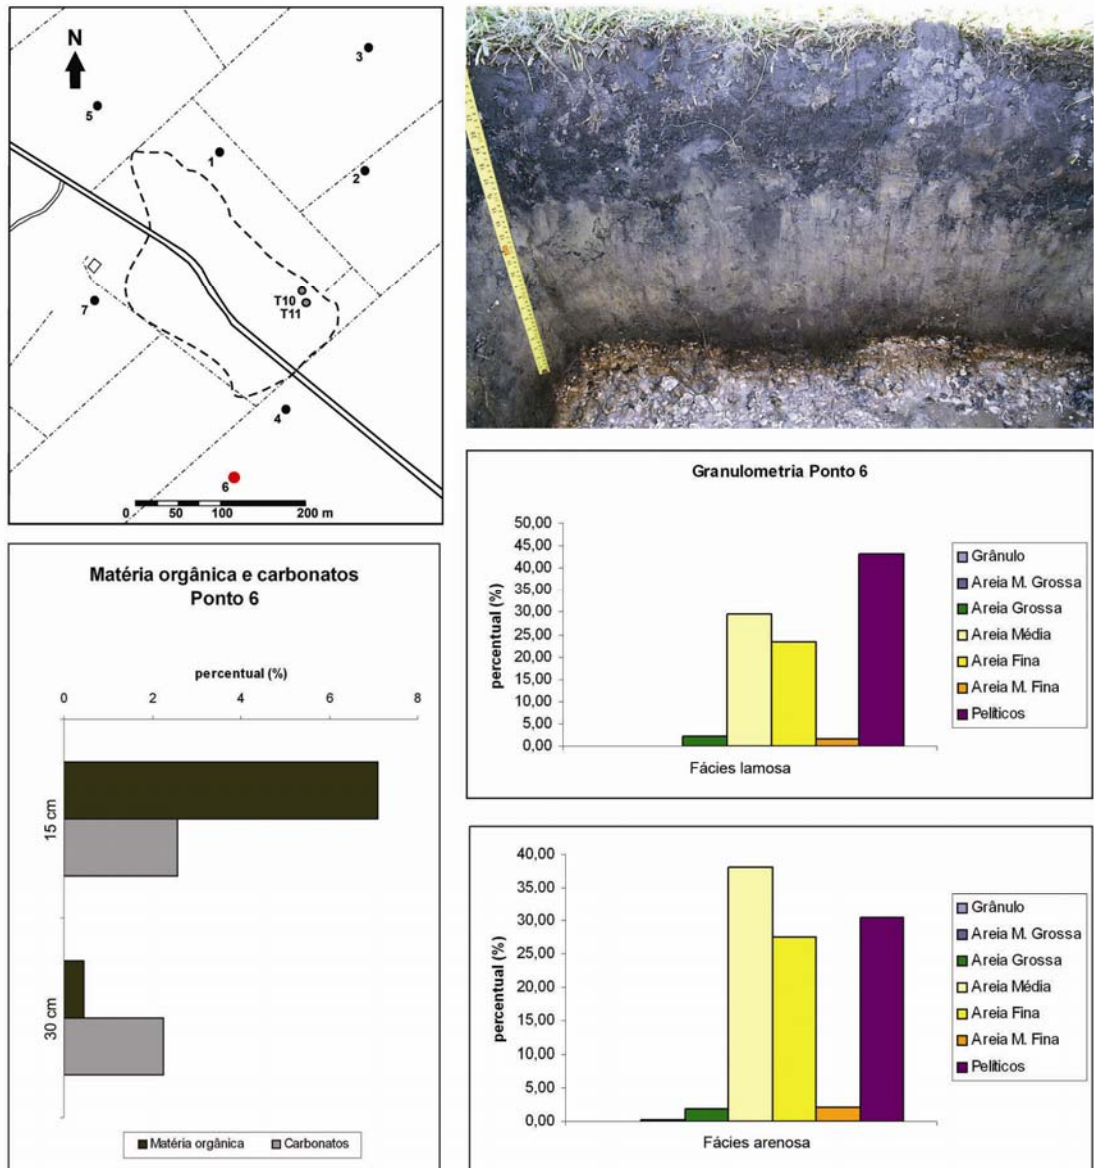 N
3
5
1
2
T10
T11
7
4
6
0 50 100 200 m
Matéria orgânica e carbonatos
Ponto 6
percentual (%)
0 2 4 6 8
15 cm
30 cm
Matéria orgânica Carbonatos
Granulometria Ponto 6
percentual (%)
50,00
45,00
40,00
35,00
30,00
25,00
20,00
15,00
10,00
5,00
0,00
Fácies lamosa
Grânulo
Areia M. Grossa
Areia Grossa
Areia Média
Areia Fina
Areia M. Fina
Pelíticos
percentual (%)
40,00
35,00
30,00
25,00
20,00
15,00
10,00
5,00
0,00
Fácies arenosa
Grânulo
Areia M. Grossa
Areia Grossa
Areia Média
Areia Fina
Areia M. Fina
Pelíticos